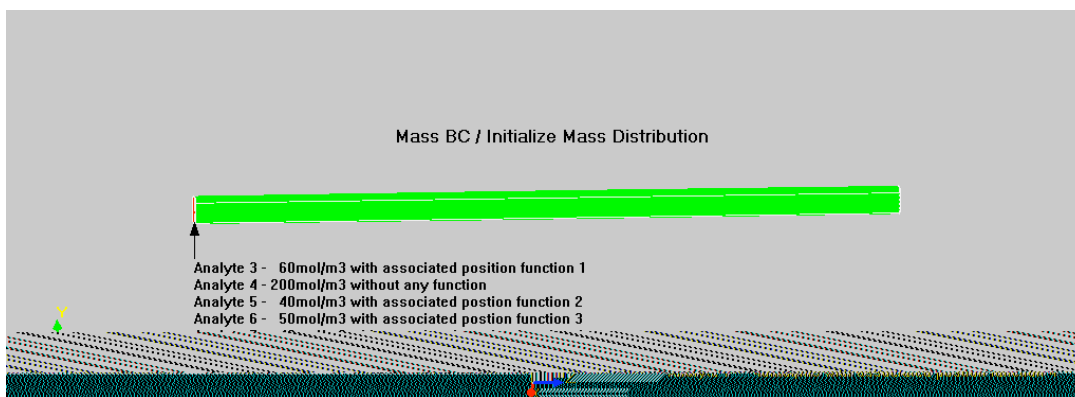 Mass BC / Initialize Mass Distribution
Analyte 3 - 60mol/m3 with associated position function 1
Analyte 4 - 200mol/m3 without any function
Analyte 5 - 40mol/m3 with associated postion function 2
Analyte 6 - 50mol/m3 with associated postion function 3
Y